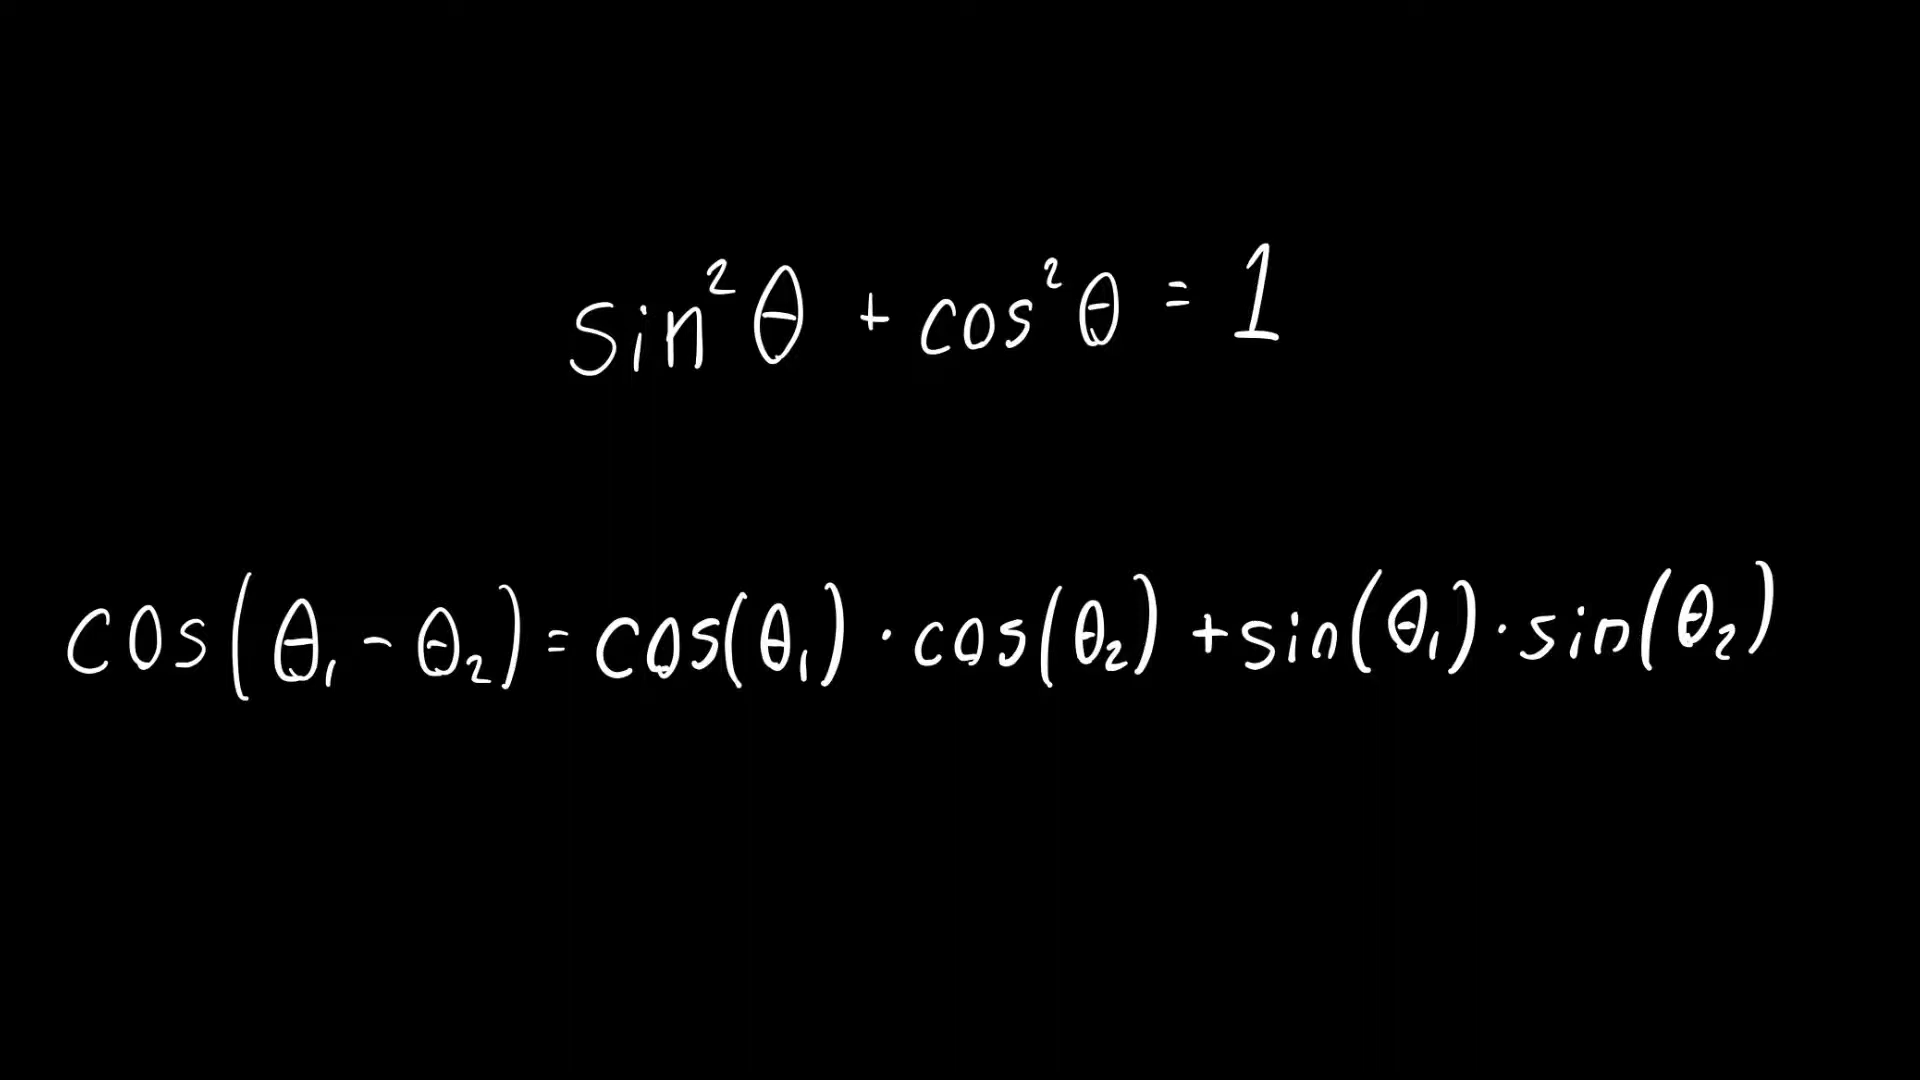 sin²θ + cos²θ = 1
cos(θ₁ - θ₂) = cos(θ₁) · cos(θ₂) + sin(θ₁) · sin(θ₂)